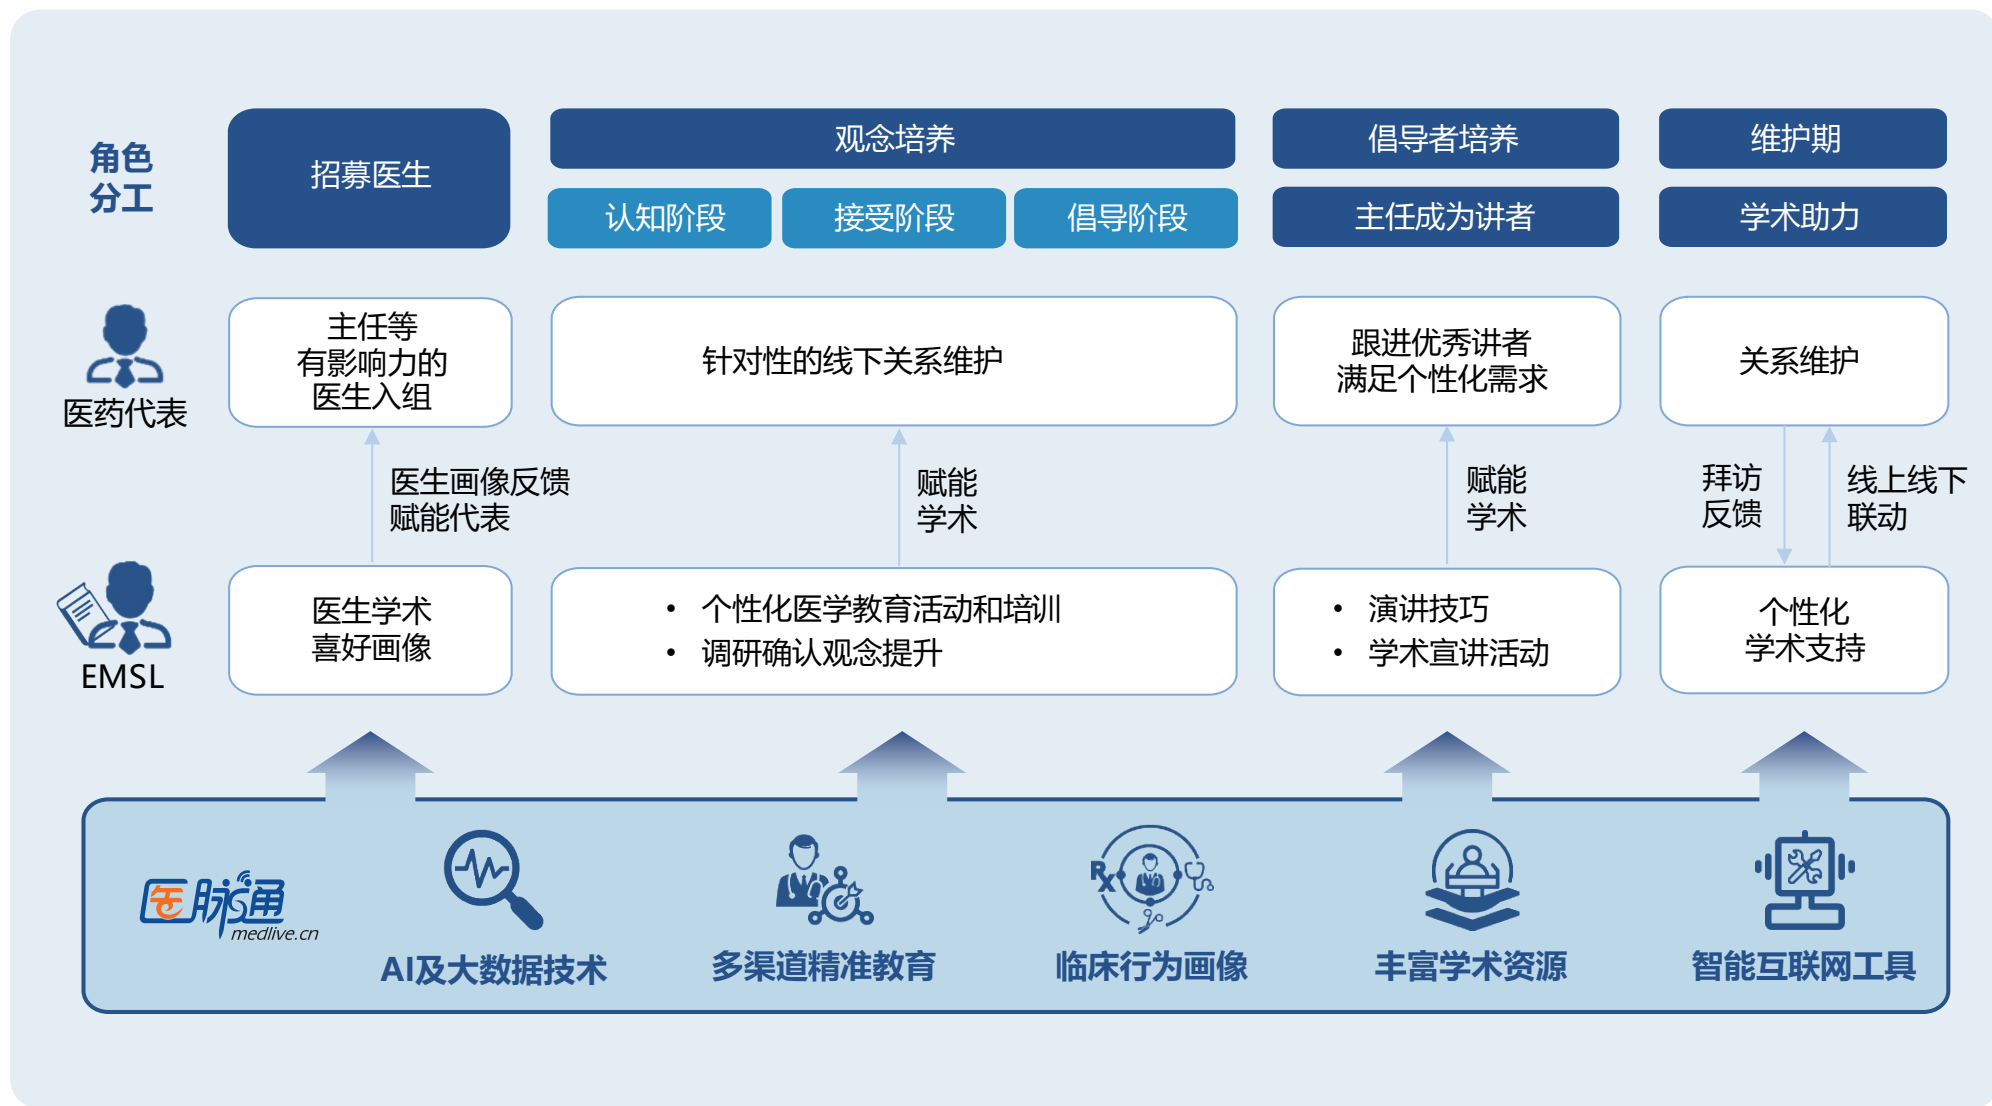 角色
分工
招募医生
观念培养
倡导者培养
维护期
认知阶段
接受阶段
倡导阶段
主任成为讲者
学术助力
医药代表
主任等
有影响力的
医生入组
针对性的线下关系维护
跟进优秀讲者
满足个性化需求
关系维护
医生画像反馈
赋能代表
赋能
学术
赋能
学术
拜访
反馈
线上线下
联动
EMSL
医生学术
喜好画像
• 个性化医学教育活动和培训
• 调研确认观念提升
• 演讲技巧
• 学术宣讲活动
个性化
学术支持
医脉通
medlive.cn
Rx
AI及大数据技术
多渠道精准教育
临床行为画像
丰富学术资源
智能互联网工具